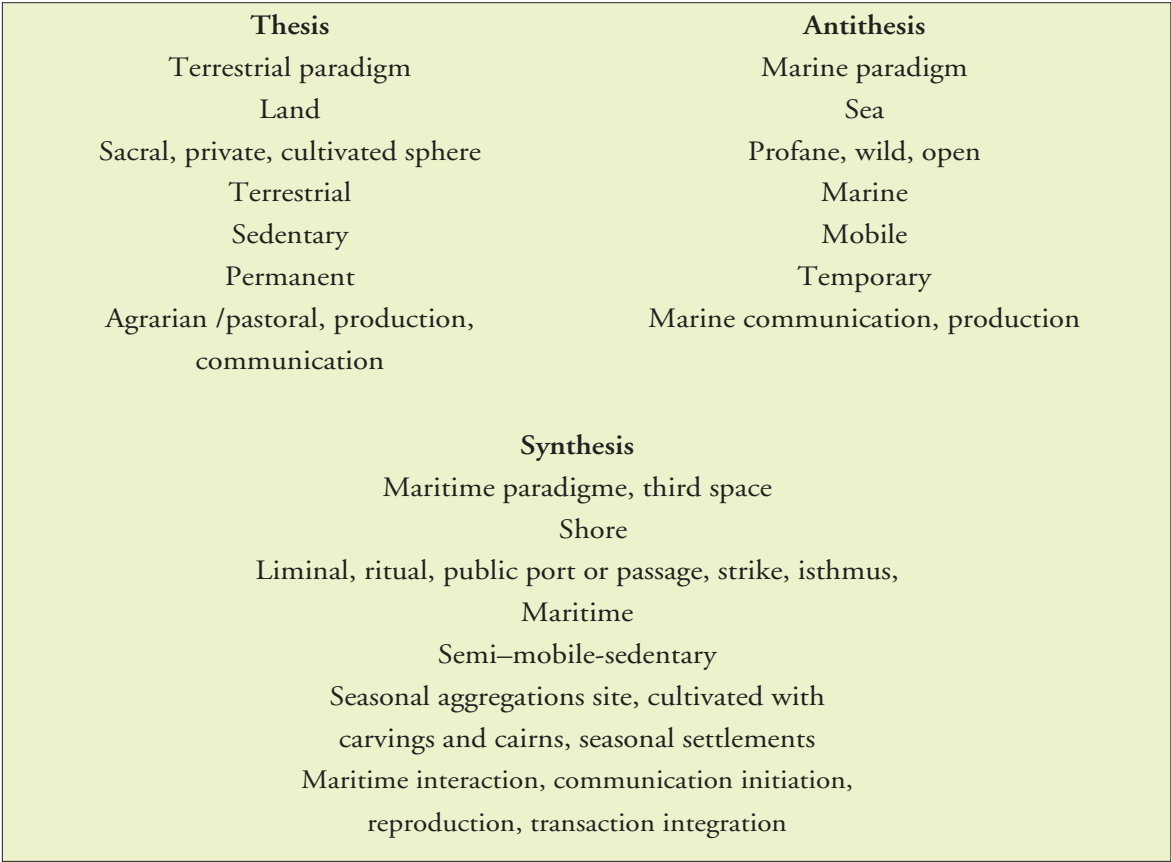 Thesis
Terrestrial paradigm
Land
Sacral, private, cultivated sphere
Terrestrial
Sedentary
Permanent
Agrarian /pastoral, production,
communication
Antithesis
Marine paradigm
Sea
Profane, wild, open
Marine
Mobile
Temporary
Marine communication, production
Synthesis
Maritime paradigme, third space
Shore
Liminal, ritual, public port or passage, strike, isthmus,
Maritime
Semi–mobile-sedentary
Seasonal aggregations site, cultivated with
carvings and cairns, seasonal settlements
Maritime interaction, communication initiation,
reproduction, transaction integration